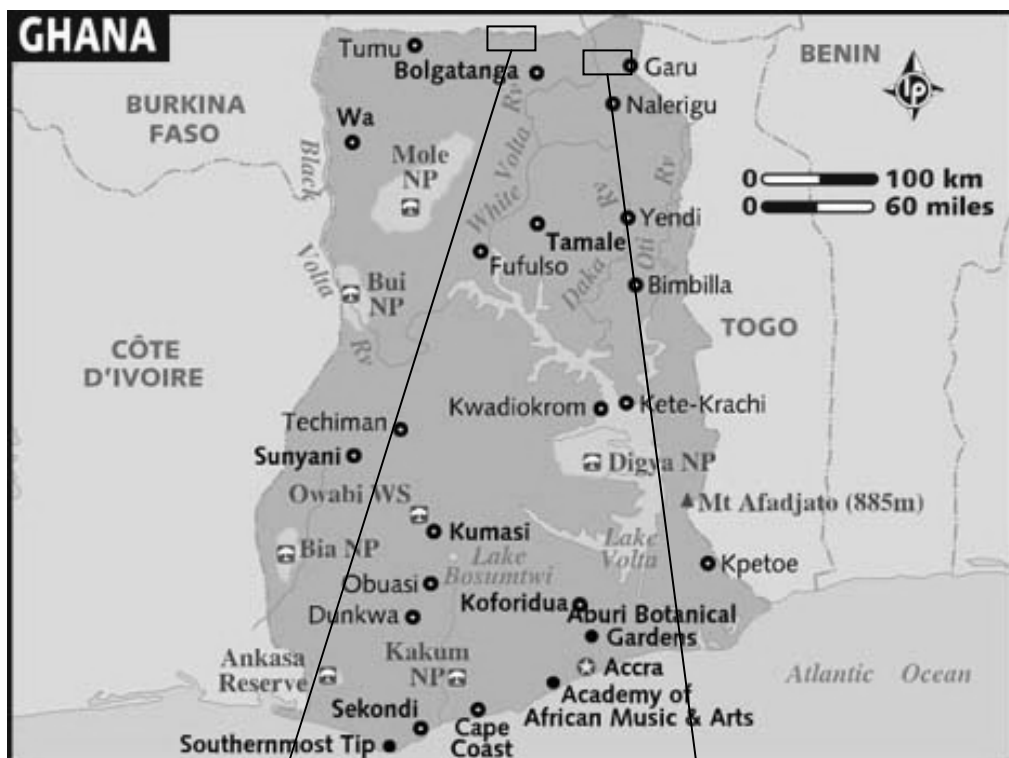 GHANA
Tumu
Bolgatanga
Garu
BENIN
lp
BURKINA
FASO
Wa
Nalerigu
Black
Volta
Mole
NP
White
Volta
Rv
0 100 km
0 60 miles
Rv
Rv
Yendi
Tamale
Fufulso
Daka
Oti
Bui
NP
Bimbilla
Rv
TOGO
CÔTE
D'IVOIRE
Kwadiokrom
Kete-Krachi
Techiman
Sunyani
Digya NP
Owabi WS
Mt Afadjato (885m)
Kumasi
Bia NP
Lake
Bosumtwi
Lake
Volta
Kpetoe
Obuasi
Koforidua
Dunkwa
Aburi Botanical
Gardens
Ankasa
Reserve
Kakum
NP
Accra
Atlantic Ocean
Academy of
African Music & Arts
Sekondi
Cape
Coast
Southernmost Tip